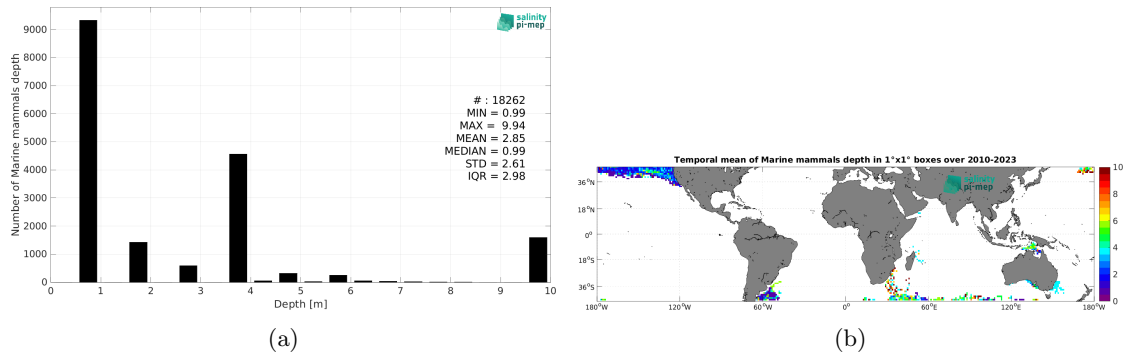 9000
8000
7000
6000
5000
4000
3000
2000
1000
0
Number of Marine mammals depth
salinity
pi-mep
# : 18262
MIN = 0.99
MAX = 9.94
MEAN = 2.85
MEDIAN = 0.99
STD = 2.61
IQR = 2.98
0 1 2 3 4 5 6 7 8 9 10
Depth [m]
(a)
Temporal mean of Marine mammals depth in 1°x1° boxes over 2010-2023
salinity
pi-mep
36°N
18°N
0°
18°S
36°S
180°W 120°W 60°W 0° 60°E 120°E 180°W
10
8
6
4
2
0
(b)